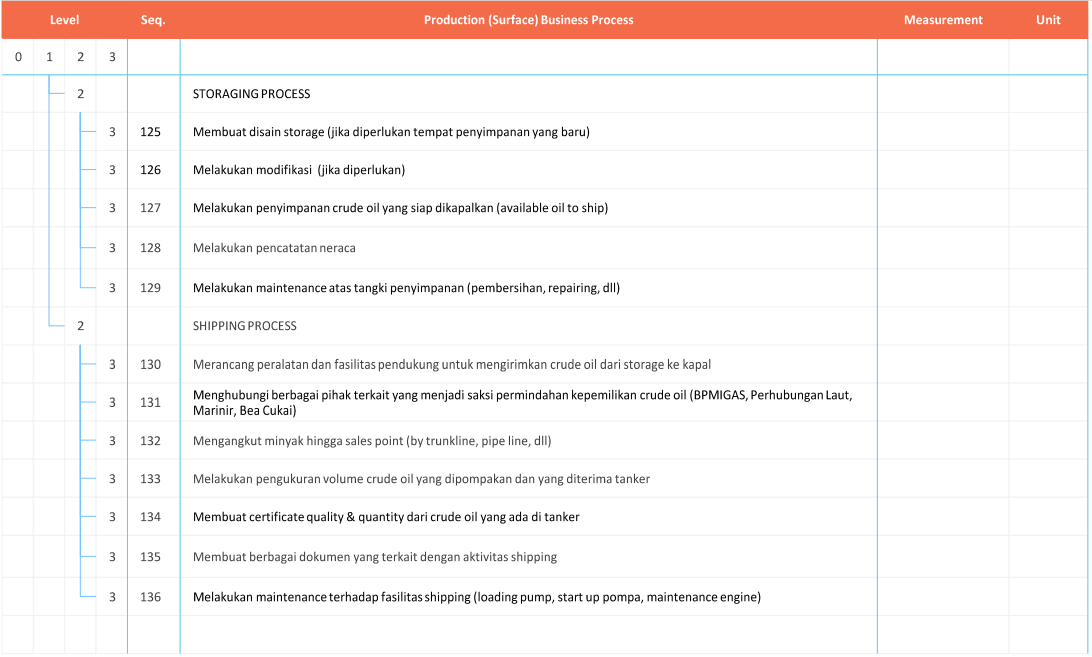 Level Seq. Production (Surface) Business Process Measurement Unit
0 1 2 3
2 STORAGING PROCESS
3 125 Membuat disain storage (jika diperlukan tempat penyimpanan yang baru)
3 126 Melakukan modifikasi (jika diperlukan)
3 127 Melakukan penyimpanan crude oil yang siap dikapalkan (available oil to ship)
3 128 Melakukan pencatatan neraca
3 129 Melakukan maintenance atas tangki penyimpanan (pembersihan, repairing, dll)
2 SHIPPING PROCESS
3 130 Merancang peralatan dan fasilitas pendukung untuk mengirimkan crude oil dari storage ke kapal
3 131 Menghubungi berbagai pihak terkait yang menjadi saksi permindahan kepemilikan crude oil (BPMIGAS, Perhubungan Laut,
Marinir, Bea Cukai)
3 132 Mengangkut minyak hingga sales point (by trunkline, pipe line, dll)
3 133 Melakukan pengukuran volume crude oil yang dipompakan dan yang diterima tanker
3 134 Membuat certificate quality & quantity dari crude oil yang ada di tanker
3 135 Membuat berbagai dokumen yang terkait dengan aktivitas shipping
3 136 Melakukan maintenance terhadap fasilitas shipping (loading pump, start up pompa, maintenance engine)